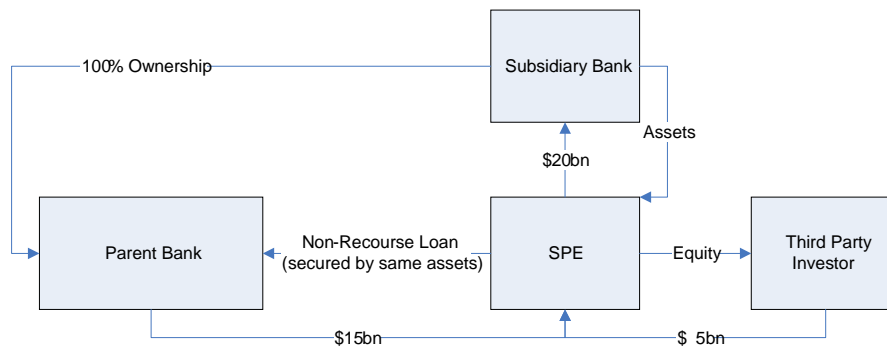 100% Ownership
Subsidiary Bank
Assets
$20bn
Parent Bank
Non-Recourse Loan
(secured by same assets)
SPE
Equity
Third Party
Investor
$15bn
$ 5bn